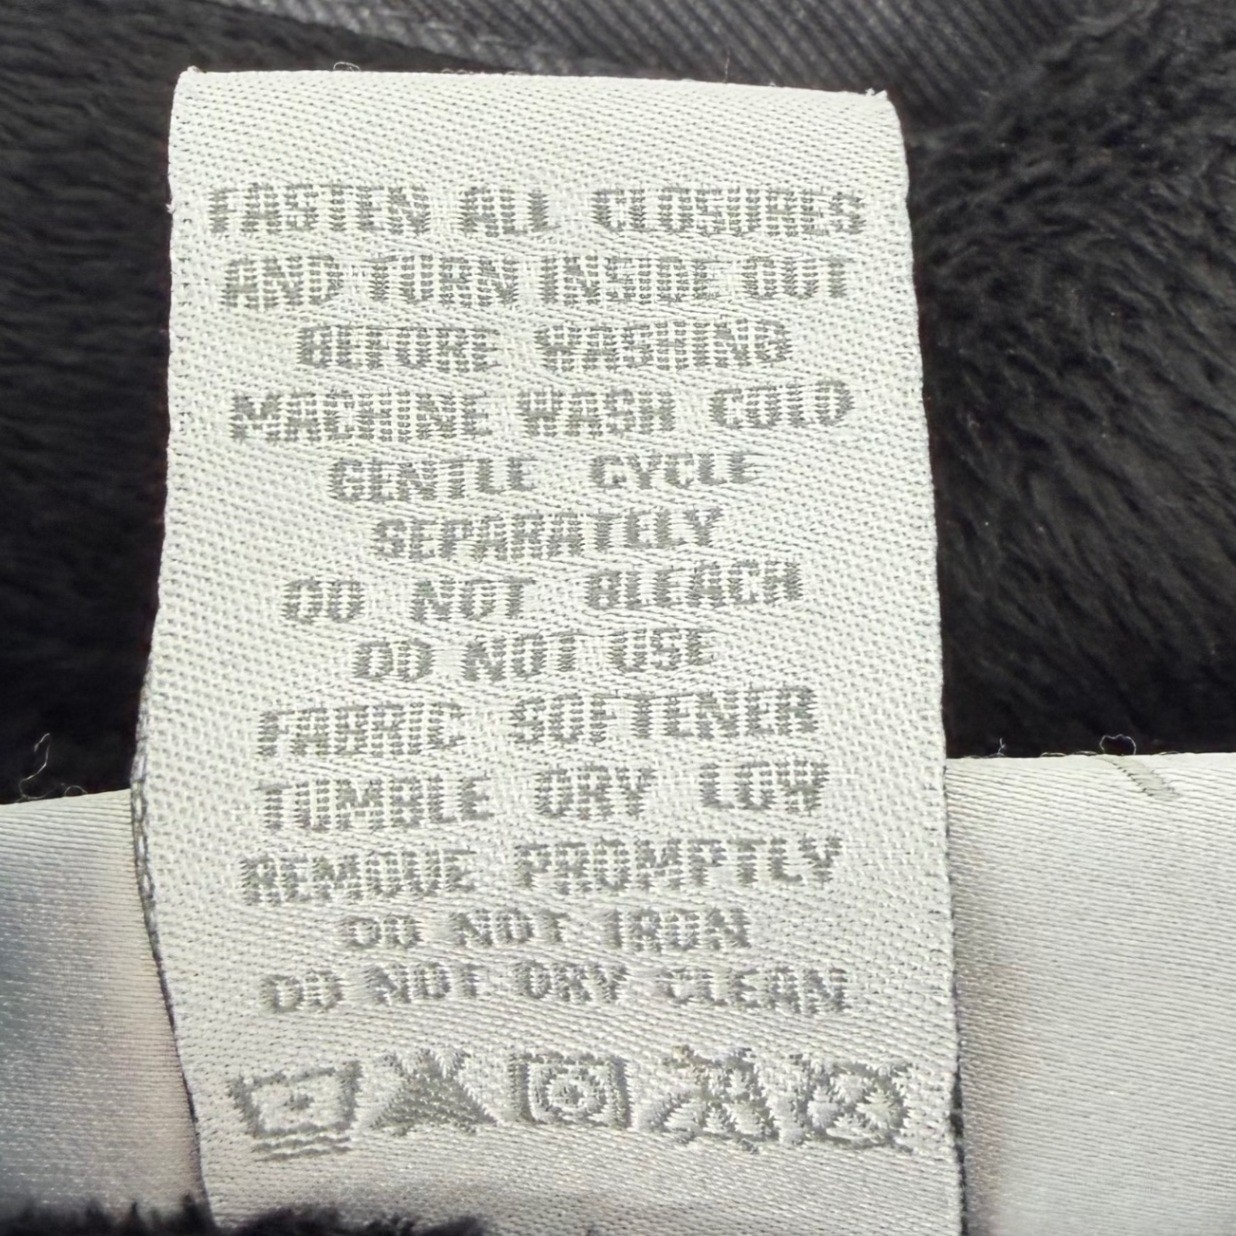 FASTEN ALL CLOSURES
AND TURN INSIDE OUT
BEFORE WASHING
MACHINE WASH COLD
GENTLE CYCLE
SEPARATELY
DO NOT BLEACH
DO NOT USE
FABRIC SOFTENER
TUMBLE DRY LOW
REMOVE PROMPTLY
DO NOT IRON
DO NOT DRY CLEAN